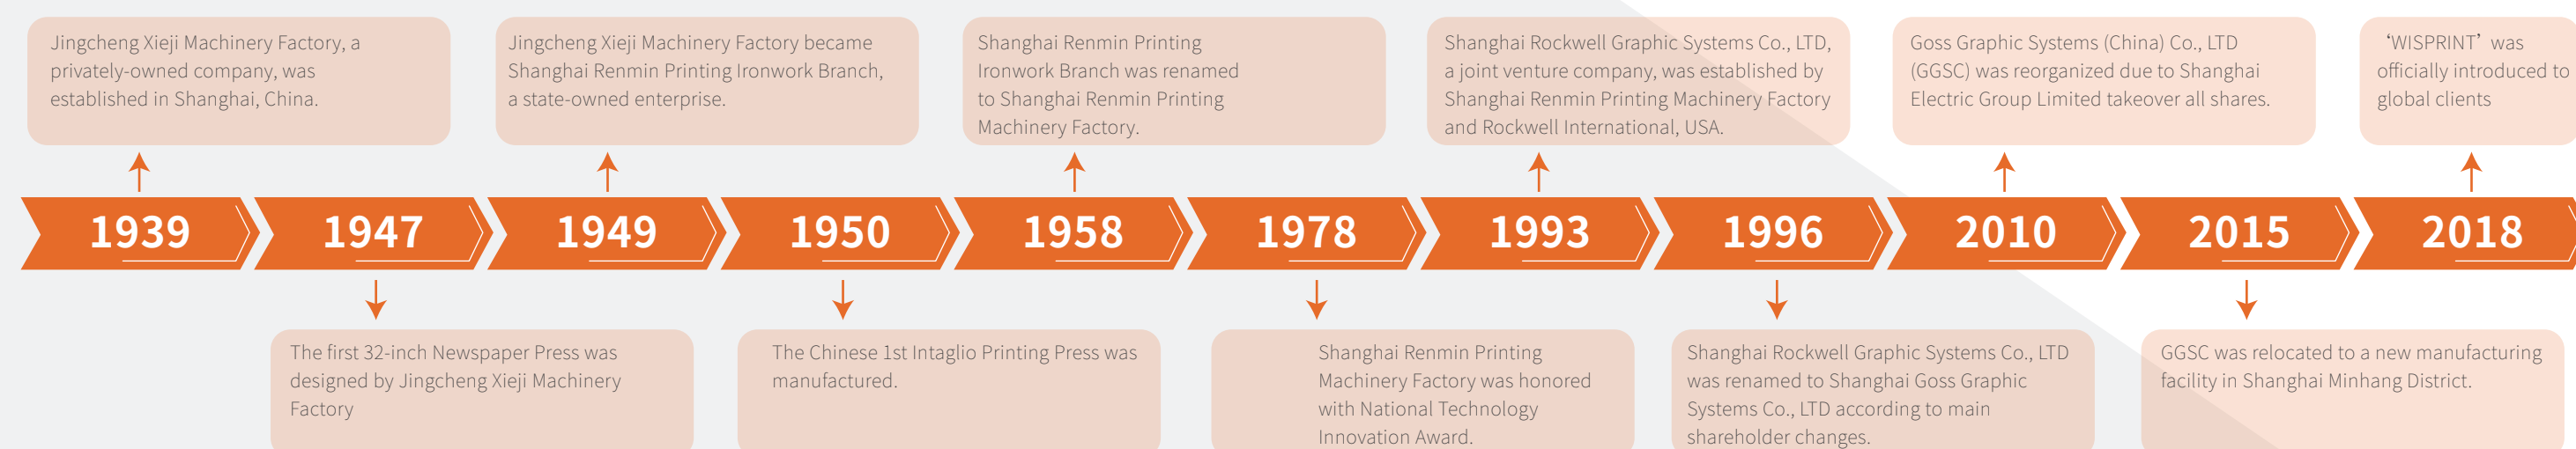 Jingcheng Xieji Machinery Factory, a
privately-owned company, was
established in Shanghai, China.
Jingcheng Xieji Machinery Factory became
Shanghai Renmin Printing Ironwork Branch,
a state-owned enterprise.
Shanghai Renmin Printing
Ironwork Branch was renamed
to Shanghai Renmin Printing
Machinery Factory.
Shanghai Rockwell Graphic Systems Co., LTD,
a joint venture company, was established by
Shanghai Renmin Printing Machinery Factory
and Rockwell International, USA.
Goss Graphic Systems (China) Co., LTD
(GGSC) was reorganized due to Shanghai
Electric Group Limited takeover all shares.
‘WISPRINT’ was
officially introduced to
global clients
1939
1947
1949
1950
1958
1978
1993
1996
2010
2015
2018
The first 32-inch Newspaper Press was
designed by Jingcheng Xieji Machinery
Factory
The Chinese 1st Intaglio Printing Press was
manufactured.
Shanghai Renmin Printing
Machinery Factory was honored
with National Technology
Innovation Award.
Shanghai Rockwell Graphic Systems Co., LTD
was renamed to Shanghai Goss Graphic
Systems Co., LTD according to main
shareholder changes.
GGSC was relocated to a new manufacturing
facility in Shanghai Minhang District.